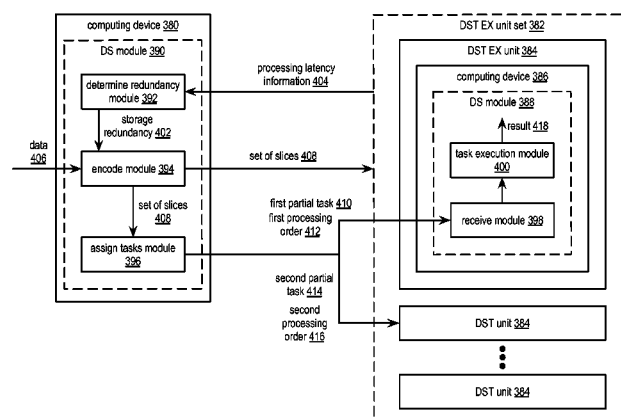 computing device 380
DS module 390
determine redundancy
module 392
storage
redundancy 402
data
406
encode module 394
set of slices
408
assign tasks module
396
processing latency
information 404
set of slices 408
first partial task 410
first processing
order 412
second partial
task 414
second
processing
order 416
DST EX unit set 382
DST EX unit 384
computing device 386
DS module 388
result 418
task execution module
400
receive module 398
DST unit 384
DST unit 384